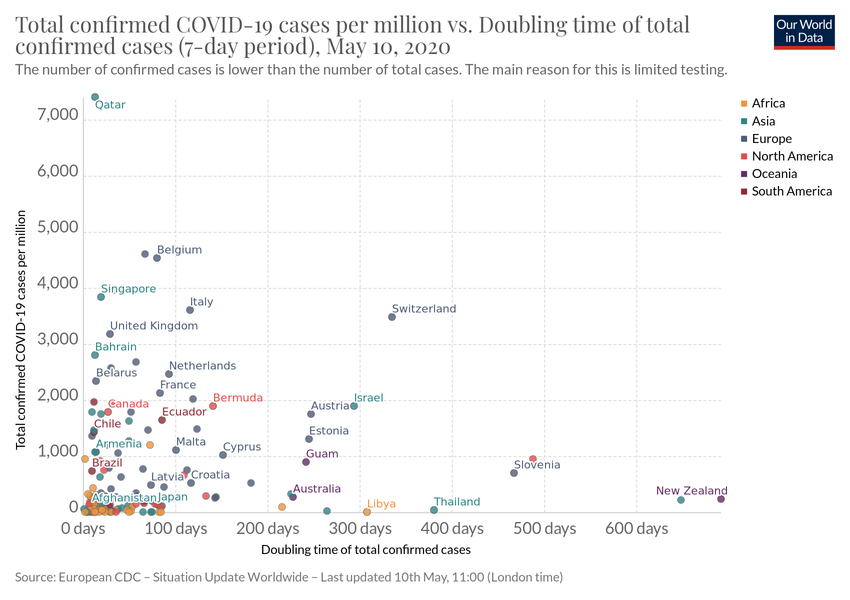 Total confirmed COVID-19 cases per million vs. Doubling time of total
confirmed cases (7-day period), May 10, 2020
The number of confirmed cases is lower than the number of total cases. The main reason for this is limited testing.
Our World
in Data
Africa
Asia
Europe
North America
Oceania
South America
Total confirmed COVID-19 cases per million
7,000
6,000
5,000
4,000
3,000
2,000
1,000
0
Qatar
Belgium
Singapore
Italy
Switzerland
United Kingdom
Bahrain
Netherlands
Belarus
France
Canada
Bermuda
Israel
Austria
Ecuador
Chile
Estonia
Armenia
Malta
Cyprus
Guam
Brazil
Slovenia
Latvia
Croatia
Australia
New Zealand
Afghanistan
Japan
Libya
Thailand
0 days
100 days
200 days
300 days
400 days
500 days
600 days
Doubling time of total confirmed cases
Source: European CDC – Situation Update Worldwide – Last updated 10th May, 11:00 (London time)